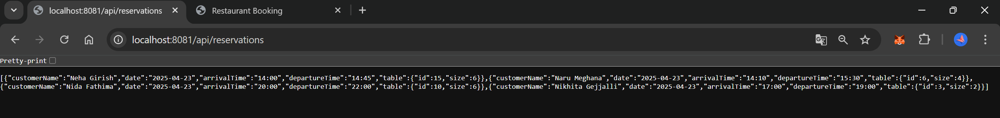 localhost:8081/api/reservations
Restaurant Booking
localhost:8081/api/reservations
Pretty-print
[{"customerName":"Neha Girish","date":"2025-04-23","arrivalTime":"14:00","departureTime":"14:45","table":{"id":15,"size":6}},{"customerName":"Naru Meghana","date":"2025-04-23","arrivalTime":"14:10","departureTime":"15:30","table":{"id":6,"size":4}},
{"customerName":"Nida Fathima","date":"2025-04-23","arrivalTime":"20:00","departureTime":"22:00","table":{"id":10,"size":6}},{"customerName":"Nikhita Gejjalli","date":"2025-04-23","arrivalTime":"17:00","departureTime":"19:00","table":{"id":3,"size":2}}]